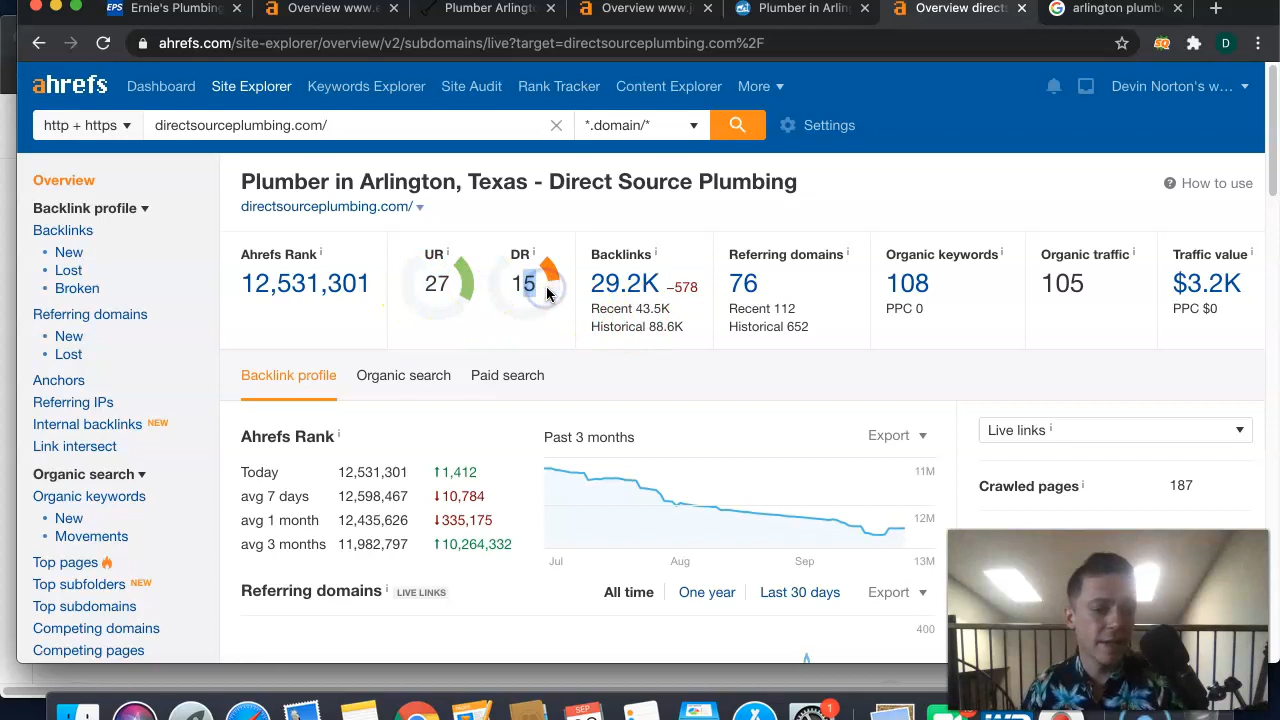 EPS Ernie's Plumbing
Overview www.e
Plumber Arlingt
Overview www.j
Plumber in Arlin
Overview direct
arlington plumb
ahrefs.com/site-explorer/overview/v2/subdomains/live?target=directsourceplumbing.com%2F
SQ
D
ahrefs Dashboard Site Explorer Keywords Explorer Site Audit Rank Tracker Content Explorer More Devin Norton's w…
http + https directsourceplumbing.com/ *.domain/* Settings
Overview
Backlink profile
Backlinks
• New
• Lost
• Broken
Referring domains
• New
• Lost
Anchors
Referring IPs
Internal backlinks NEW
Link intersect
Organic search
Organic keywords
• New
• Movements
Top pages
Top subfolders NEW
Top subdomains
Competing domains
Competing pages
Plumber in Arlington, Texas - Direct Source Plumbing
How to use
directsourceplumbing.com/
Ahrefs Rank i
12,531,301
UR i
27
DR i
15
Backlinks i
29.2K –578
Recent 43.5K
Historical 88.6K
Referring domains i
76
Recent 112
Historical 652
Organic keywords i
108
PPC 0
Organic traffic i
105
Traffic value i
$3.2K
PPC $0
Backlink profile Organic search Paid search
Ahrefs Rank i
Today 12,531,301 ↑1,412
avg 7 days 12,598,467 ↓10,784
avg 1 month 12,435,626 ↓335,175
avg 3 months 11,982,797 ↑10,264,332
Past 3 months
Export
11M
12M
13M
Jul Aug Sep
Live links i
Crawled pages i 187
Referring domains i LIVE LINKS
All time One year Last 30 days Export
400
SEP
1